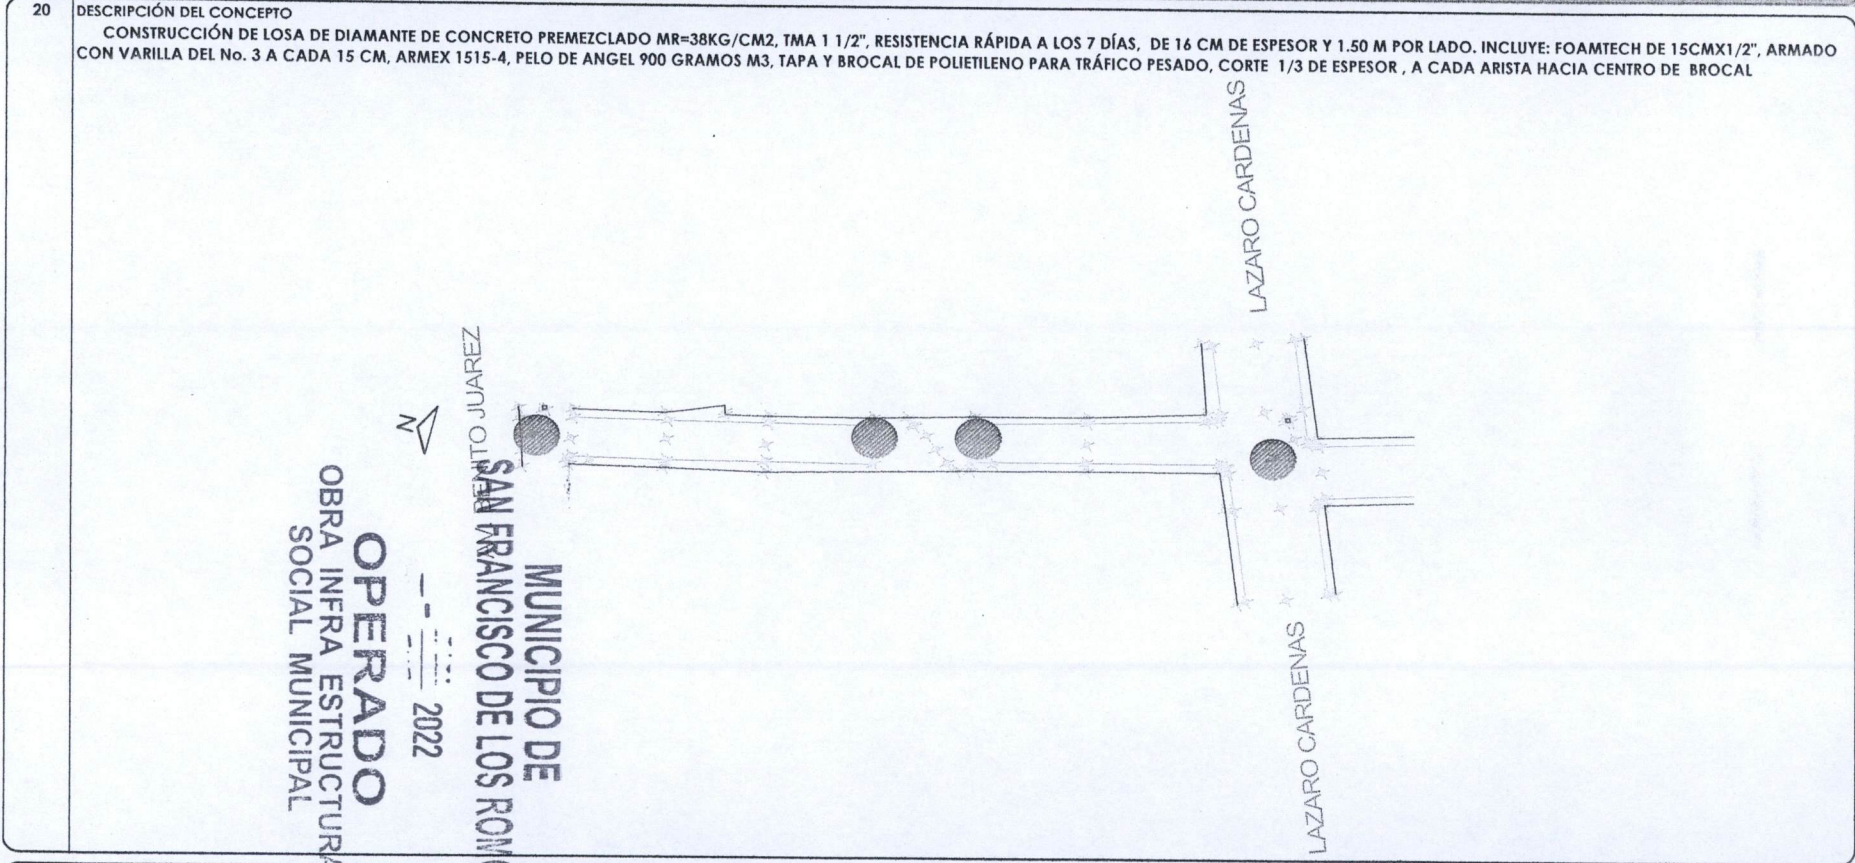 20
DESCRIPCIÓN DEL CONCEPTO
CONSTRUCCIÓN DE LOSA DE DIAMANTE DE CONCRETO PREMEZCLADO MR=38KG/CM2, TMA 1 1/2", RESISTENCIA RÁPIDA A LOS 7 DÍAS, DE 16 CM DE ESPESOR Y 1.50 M POR LADO. INCLUYE: FOAMTECH DE 15CMX1/2", ARMADO
CON VARILLA DEL No. 3 A CADA 15 CM, ARMEX 1515-4, PELO DE ANGEL 900 GRAMOS M3, TAPA Y BROCAL DE POLIETILENO PARA TRÁFICO PESADO, CORTE 1/3 DE ESPESOR , A CADA ARISTA HACIA CENTRO DE BROCAL
LAZARO CARDENAS
BENITO JUAREZ
N
MUNICIPIO DE
SAN FRANCISCO DE LOS ROMO
2022
OPERADO
OBRA INFRA ESTRUCTURA
SOCIAL MUNICIPAL
LAZARO CARDENAS